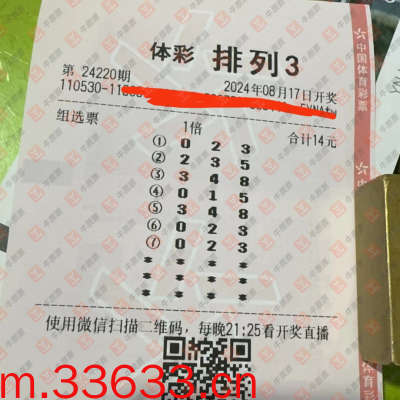 体彩 排列3
第 24220期
2024年08月17日开奖
110530-11
组选票 1倍 合计14元
① 0 2 3
② 2 3 5
③ 3 4 8
④ 0 1 5
⑤ 3 4 8
⑥ 0 2
⑦ 0 2 3
* * *
* * *
* * *
使用微信扫描二维码，每晚21:25看开奖直播
m.33633.cn
中国体育彩票